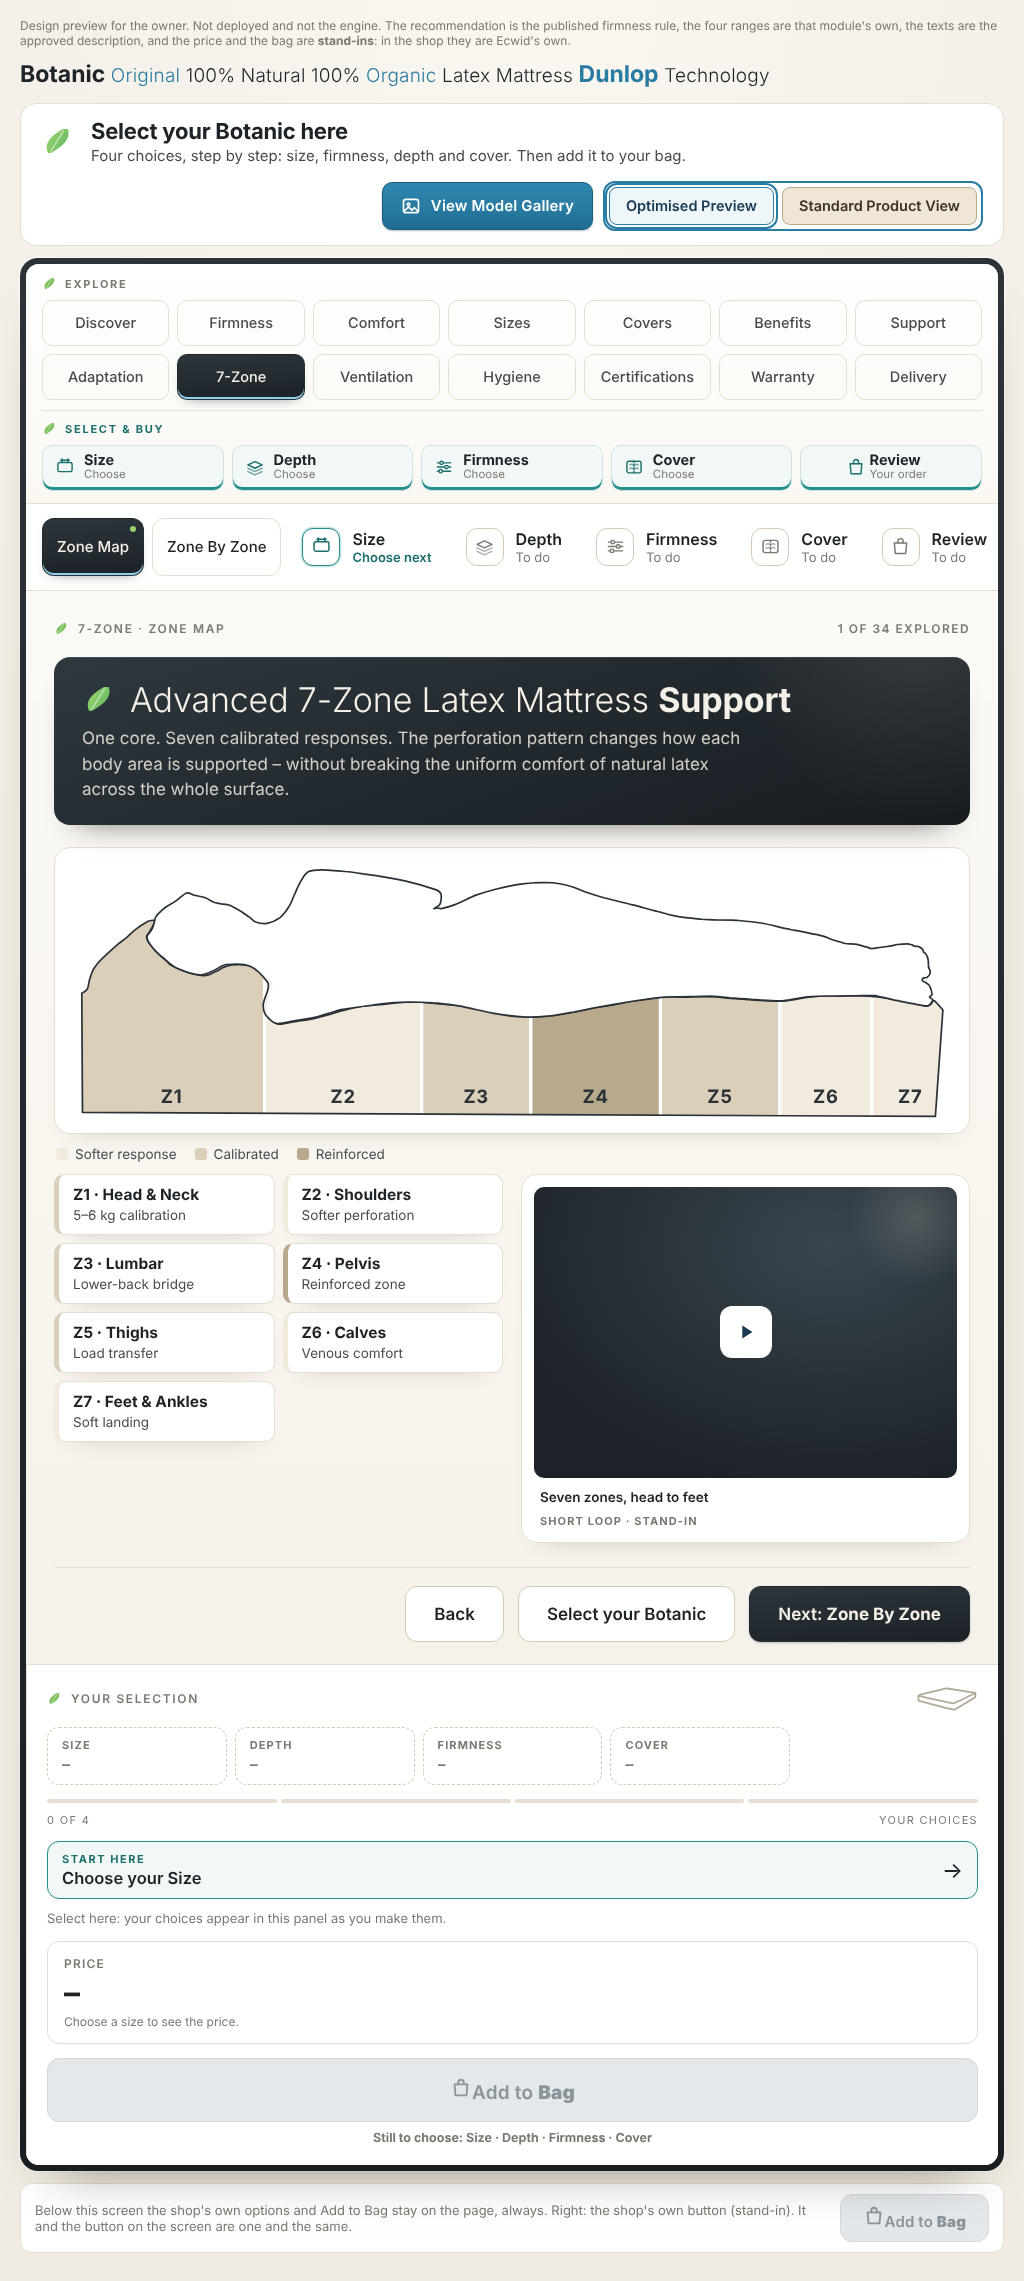 Design preview for the owner. Not deployed and not the engine. The recommendation is the published firmness rule, the four ranges are that module's own, the texts are the
approved description, and the price and the bag are stand-ins: in the shop they are Ecwid's own.
Botanic Original 100% Natural 100% Organic Latex Mattress Dunlop Technology
Select your Botanic here
Four choices, step by step: size, firmness, depth and cover. Then add it to your bag.
View Model Gallery
Optimised Preview
Standard Product View
EXPLORE
Discover
Firmness
Comfort
Sizes
Covers
Benefits
Support
Adaptation
7-Zone
Ventilation
Hygiene
Certifications
Warranty
Delivery
SELECT & BUY
Size
Choose
Depth
Choose
Firmness
Choose
Cover
Choose
Review
Your order
Zone Map
Zone By Zone
Size
Choose next
Depth
To do
Firmness
To do
Cover
To do
Review
To do
7-ZONE · ZONE MAP
1 OF 34 EXPLORED
Advanced 7-Zone Latex Mattress Support
One core. Seven calibrated responses. The perforation pattern changes how each
body area is supported – without breaking the uniform comfort of natural latex
across the whole surface.
Z1
Z2
Z3
Z4
Z5
Z6
Z7
Softer response
Calibrated
Reinforced
Z1 · Head & Neck
5–6 kg calibration
Z2 · Shoulders
Softer perforation
Z3 · Lumbar
Lower-back bridge
Z4 · Pelvis
Reinforced zone
Z5 · Thighs
Load transfer
Z6 · Calves
Venous comfort
Z7 · Feet & Ankles
Soft landing
Seven zones, head to feet
SHORT LOOP · STAND-IN
Back
Select your Botanic
Next: Zone By Zone
YOUR SELECTION
SIZE
–
DEPTH
–
FIRMNESS
–
COVER
–
0 OF 4
YOUR CHOICES
START HERE
Choose your Size
Select here: your choices appear in this panel as you make them.
PRICE
–
Choose a size to see the price.
Add to Bag
Still to choose: Size · Depth · Firmness · Cover
Below this screen the shop's own options and Add to Bag stay on the page, always. Right: the shop's own button (stand-in). It
and the button on the screen are one and the same.
Add to Bag